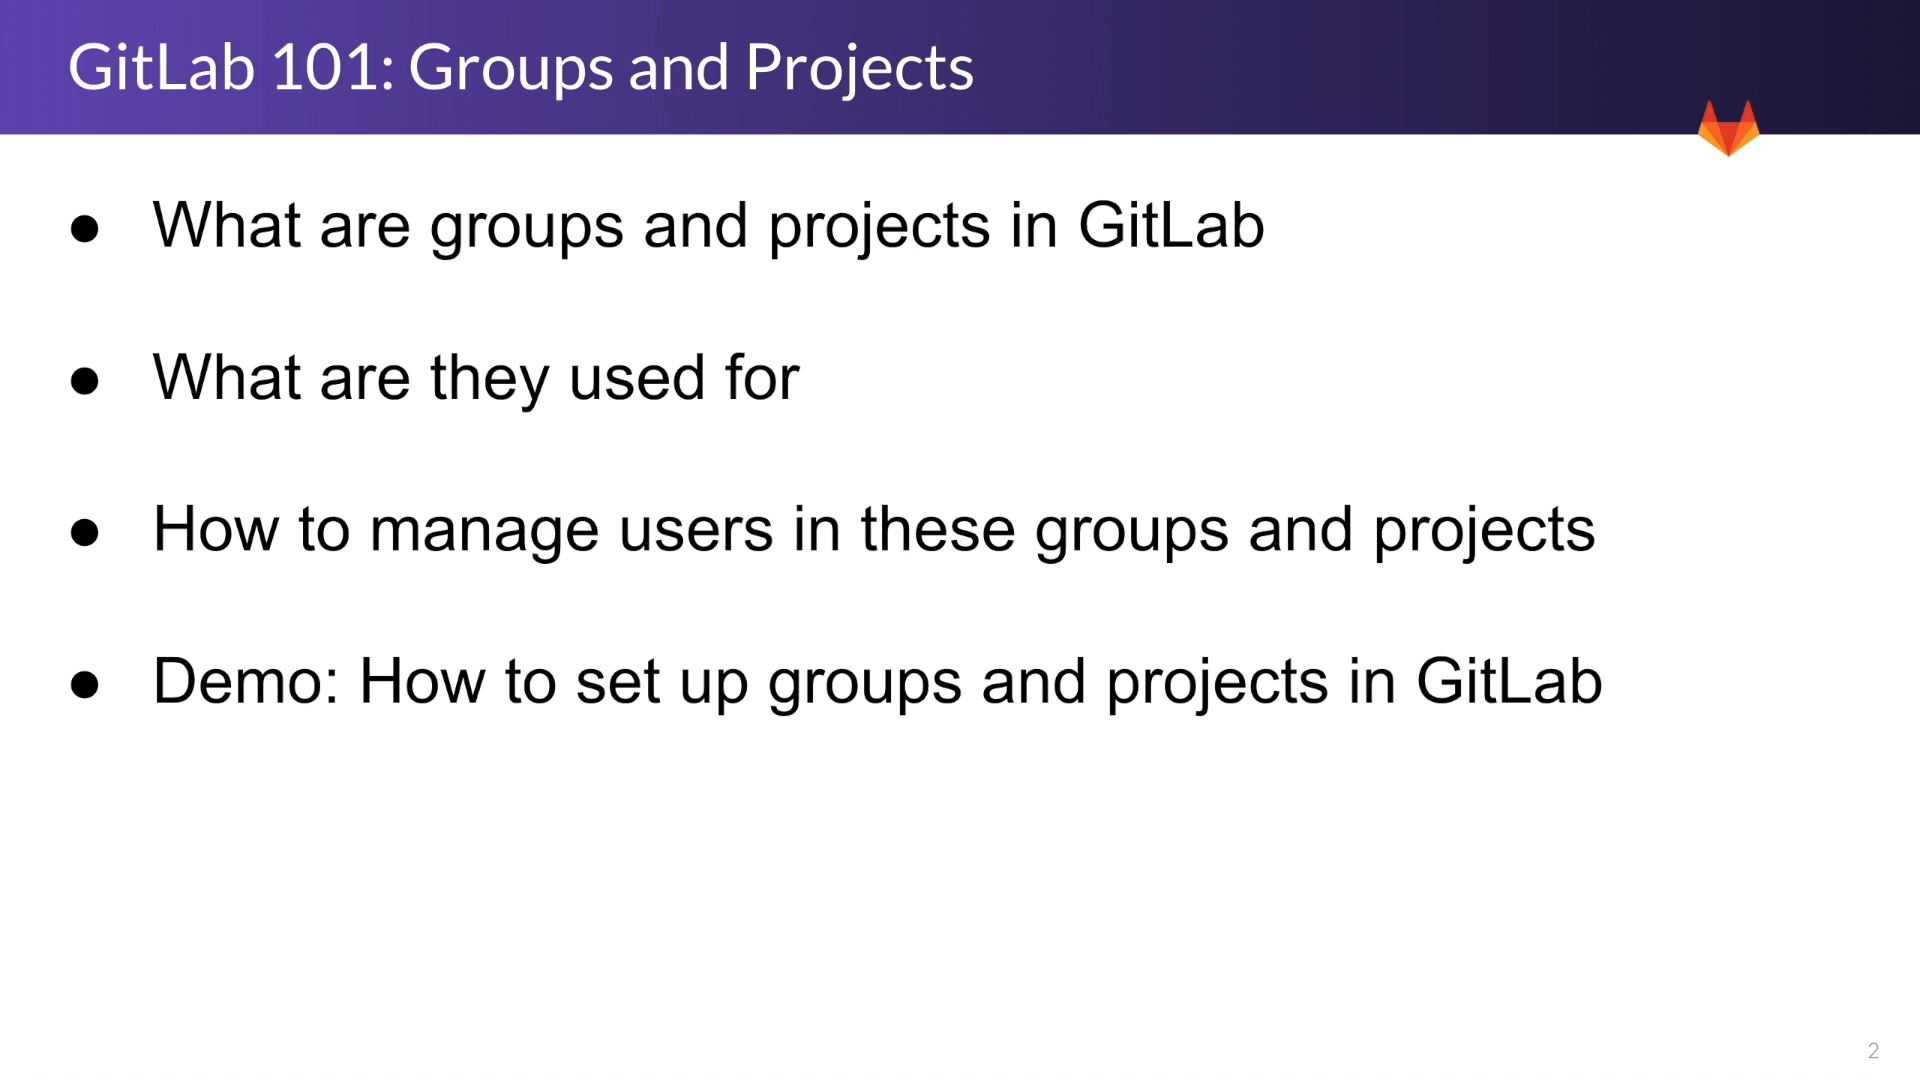 GitLab 101: Groups and Projects
● What are groups and projects in GitLab
● What are they used for
● How to manage users in these groups and projects
● Demo: How to set up groups and projects in GitLab
2